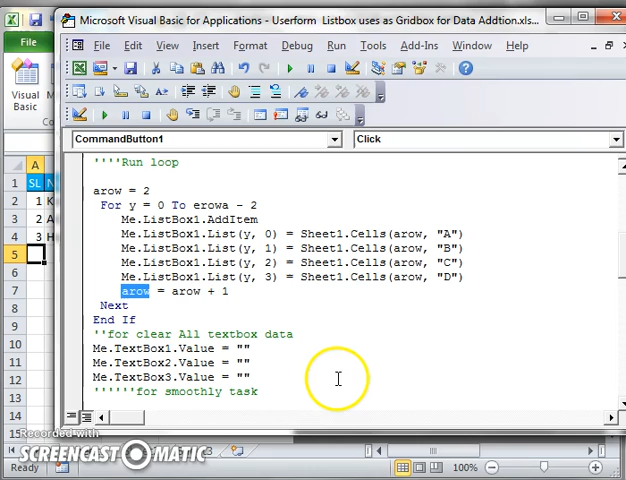 Microsoft Visual Basic for Applications - Userform Listbox uses as Gridbox for Data Addtion.xls...
File
File Edit View Insert Format Debug Run Tools Add-Ins Window Help
Visual
Basic
CommandButton1
Click
''''Run loop
arow = 2
For y = 0 To erowa - 2
Me.ListBox1.AddItem
Me.ListBox1.List(y, 0) = Sheet1.Cells(arow, "A")
Me.ListBox1.List(y, 1) = Sheet1.Cells(arow, "B")
Me.ListBox1.List(y, 2) = Sheet1.Cells(arow, "C")
Me.ListBox1.List(y, 3) = Sheet1.Cells(arow, "D")
arow = arow + 1
Next
End If
''for clear All textbox data
Me.TextBox1.Value = ""
Me.TextBox2.Value = ""
Me.TextBox3.Value = ""
''''''for smoothly task
A
1 SL N
2 1 K
3 2 A
4 3 H
5
6
7
8
9
10
11
12
13
14
15
Recorded with
SCREENCAST-O-MATIC
Ready
100%